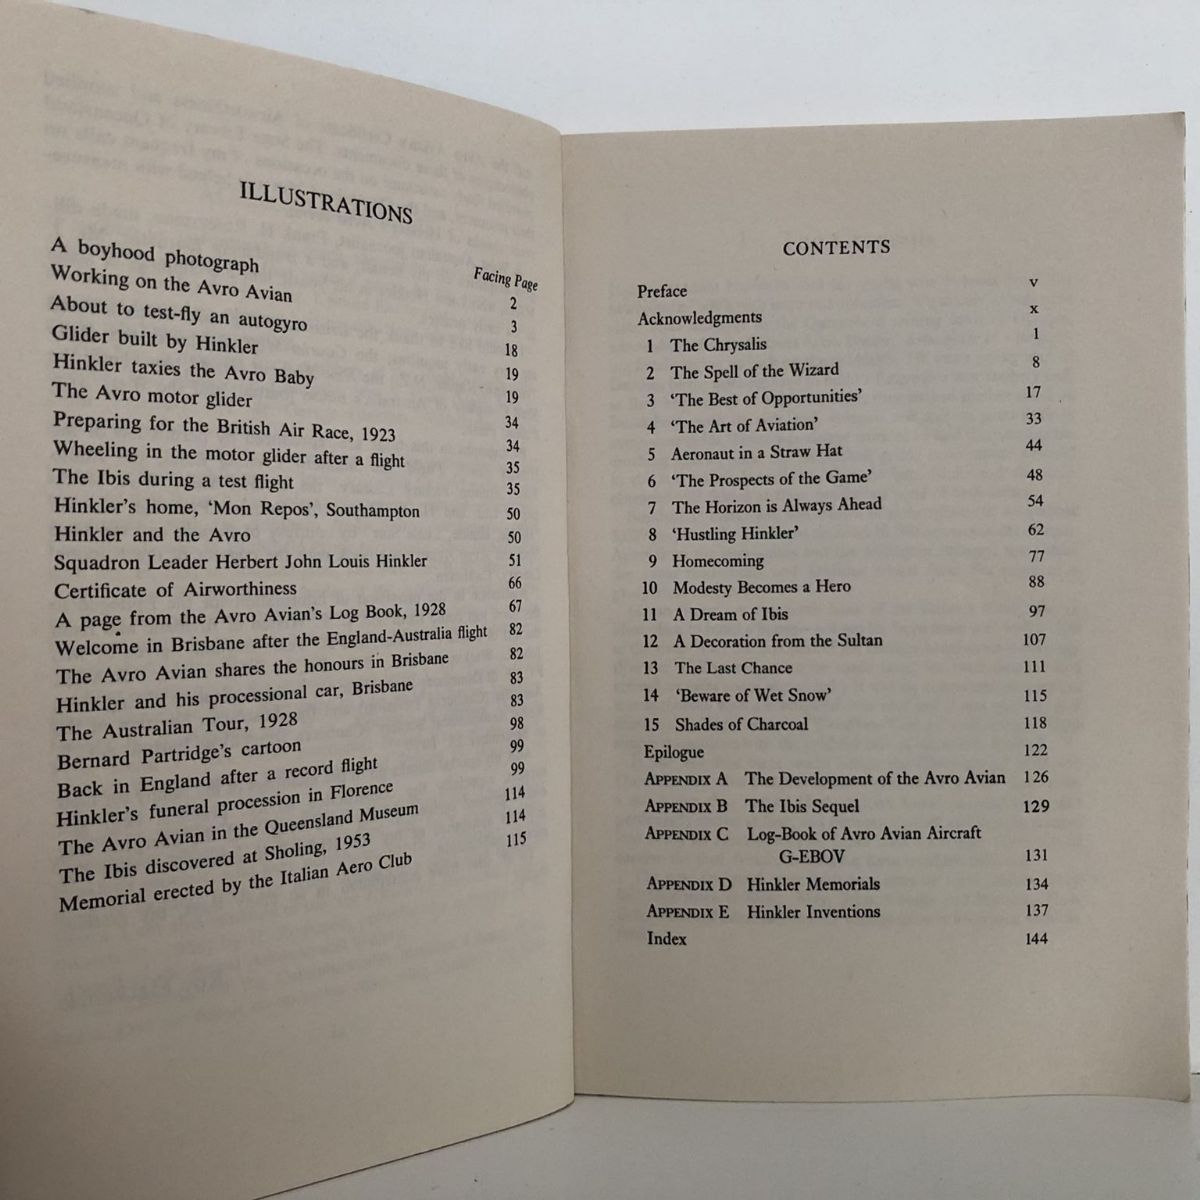 ILLUSTRATIONS
Facing Page
A boyhood photograph 2
Working on the Avro Avian 3
About to test-fly an autogyro 18
Glider built by Hinkler 19
Hinkler taxies the Avro Baby 19
The Avro motor glider 34
Preparing for the British Air Race, 1923 34
Wheeling in the motor glider after a flight 35
The Ibis during a test flight 35
Hinkler's home, 'Mon Repos', Southampton 50
Hinkler and the Avro 50
Squadron Leader Herbert John Louis Hinkler 51
Certificate of Airworthiness 66
A page from the Avro Avian's Log Book, 1928 67
Welcome in Brisbane after the England-Australia flight 82
The Avro Avian shares the honours in Brisbane 82
Hinkler and his processional car, Brisbane 83
The Australian Tour, 1928 83
Bernard Partridge's cartoon 98
Back in England after a record flight 99
Hinkler's funeral procession in Florence 99
The Avro Avian in the Queensland Museum 114
The Ibis discovered at Sholing, 1953 114
Memorial erected by the Italian Aero Club 115
CONTENTS
Preface v
Acknowledgments x
1 The Chrysalis 1
2 The Spell of the Wizard 8
3 'The Best of Opportunities' 17
4 'The Art of Aviation' 33
5 Aeronaut in a Straw Hat 44
6 'The Prospects of the Game' 48
7 The Horizon is Always Ahead 54
8 'Hustling Hinkler' 62
9 Homecoming 77
10 Modesty Becomes a Hero 88
11 A Dream of Ibis 97
12 A Decoration from the Sultan 107
13 The Last Chance 111
14 'Beware of Wet Snow' 115
15 Shades of Charcoal 118
Epilogue 122
APPENDIX A The Development of the Avro Avian 126
APPENDIX B The Ibis Sequel 129
APPENDIX C Log-Book of Avro Avian Aircraft
G-EBOV 131
APPENDIX D Hinkler Memorials 134
APPENDIX E Hinkler Inventions 137
Index 144